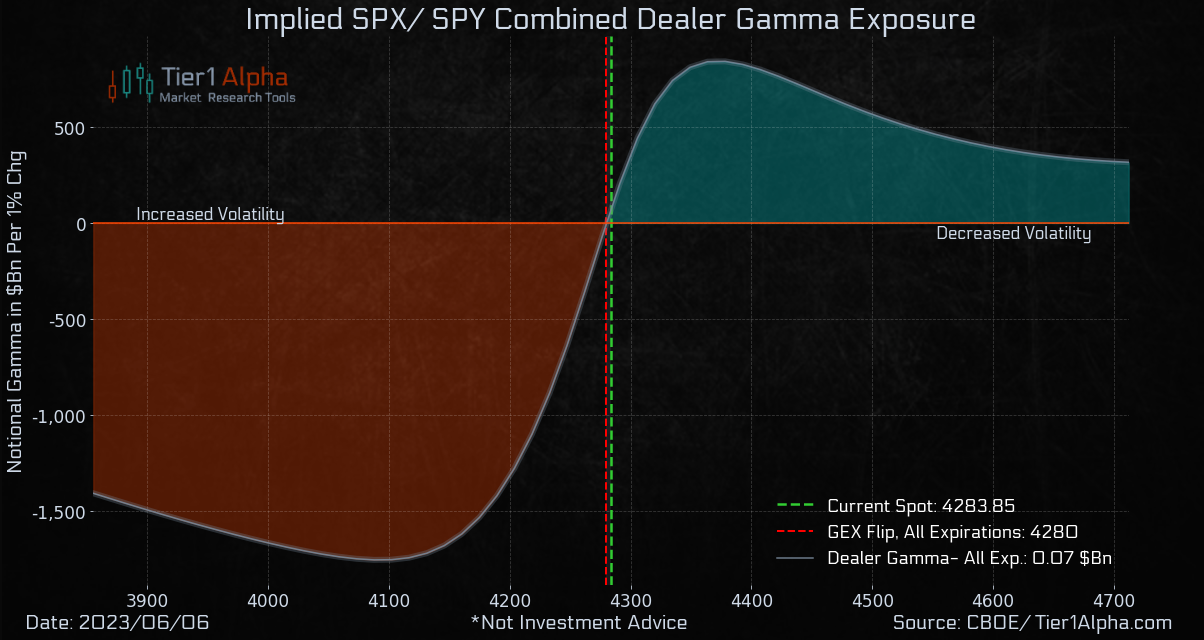 Implied SPX/ SPY Combined Dealer Gamma Exposure
Tier1 Alpha
Market Research Tools
Notional Gamma in $Bn Per 1% Chg
500
0
-500
-1,000
-1,500
Increased Volatility
Decreased Volatility
Current Spot: 4283.85
GEX Flip, All Expirations: 4280
Dealer Gamma- All Exp.: 0.07 $Bn
3900 4000 4100 4200 4300 4400 4500 4600 4700
Date: 2023/06/06 *Not Investment Advice Source: CBOE/ Tier1Alpha.com